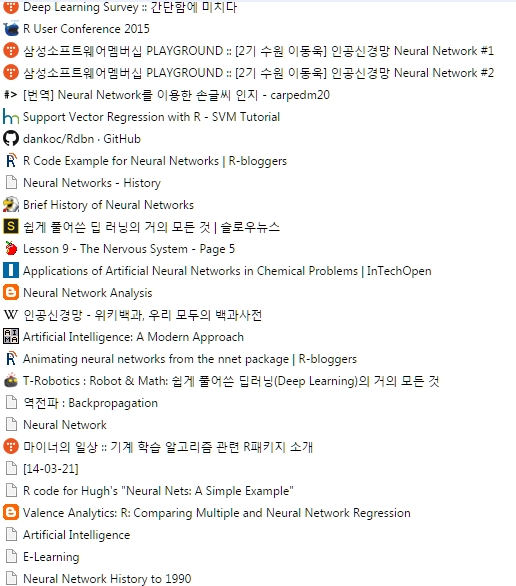 Deep Learning Survey :: 간단함에 미치다
R User Conference 2015
삼성소프트웨어멤버십 PLAYGROUND :: [2기 수원 이동욱] 인공신경망 Neural Network #1
삼성소프트웨어멤버십 PLAYGROUND :: [2기 수원 이동욱] 인공신경망 Neural Network #2
#> [번역] Neural Network를 이용한 손글씨 인지 - carpedm20
Support Vector Regression with R - SVM Tutorial
dankoc/Rdbn · GitHub
R Code Example for Neural Networks | R-bloggers
Neural Networks - History
Brief History of Neural Networks
S 쉽게 풀어쓴 딥 러닝의 거의 모든 것 | 슬로우뉴스
Lesson 9 - The Nervous System - Page 5
Applications of Artificial Neural Networks in Chemical Problems | InTechOpen
Neural Network Analysis
W 인공신경망 - 위키백과, 우리 모두의 백과사전
AIMA Artificial Intelligence: A Modern Approach
Animating neural networks from the nnet package | R-bloggers
T-Robotics : Robot & Math: 쉽게 풀어쓴 딥러닝(Deep Learning)의 거의 모든 것
역전파 : Backpropagation
Neural Network
마이너의 일상 :: 기계 학습 알고리즘 관련 R패키지 소개
[14-03-21]
R code for Hugh's "Neural Nets: A Simple Example"
Valence Analytics: R: Comparing Multiple and Neural Network Regression
Artificial Intelligence
E-Learning
Neural Network History to 1990